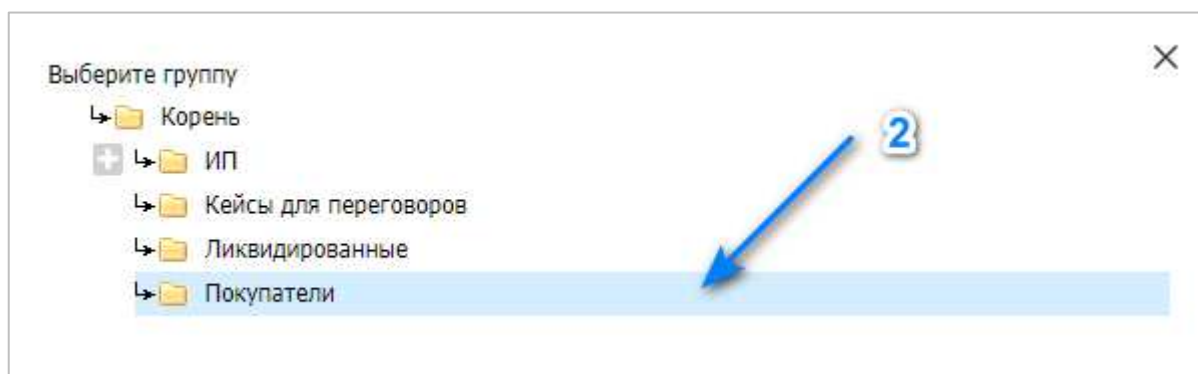 Выберите группу
Корень
2
ИП
Кейсы для переговоров
Ликвидированные
Покупатели